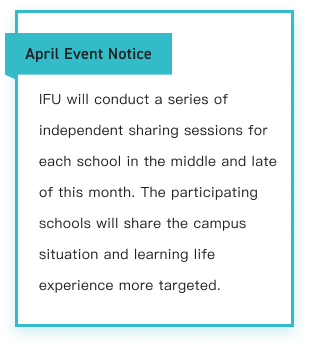 April Event Notice
IFU will conduct a series of
independent sharing sessions for
each school in the middle and late
of this month. The participating
schools will share the campus
situation and learning life
experience more targeted.